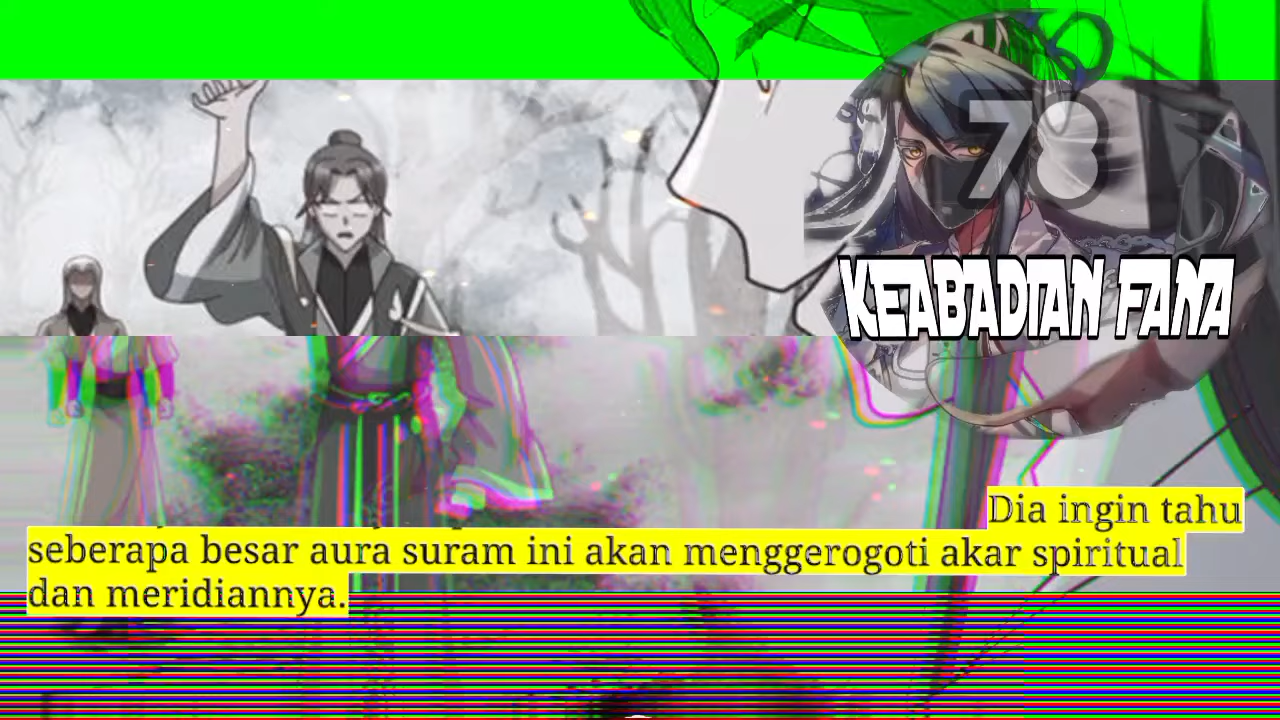 78
KEABADIAN FANA
Dia ingin tahu
seberapa besar aura suram ini akan menggerogoti akar spiritual
dan meridiannya.